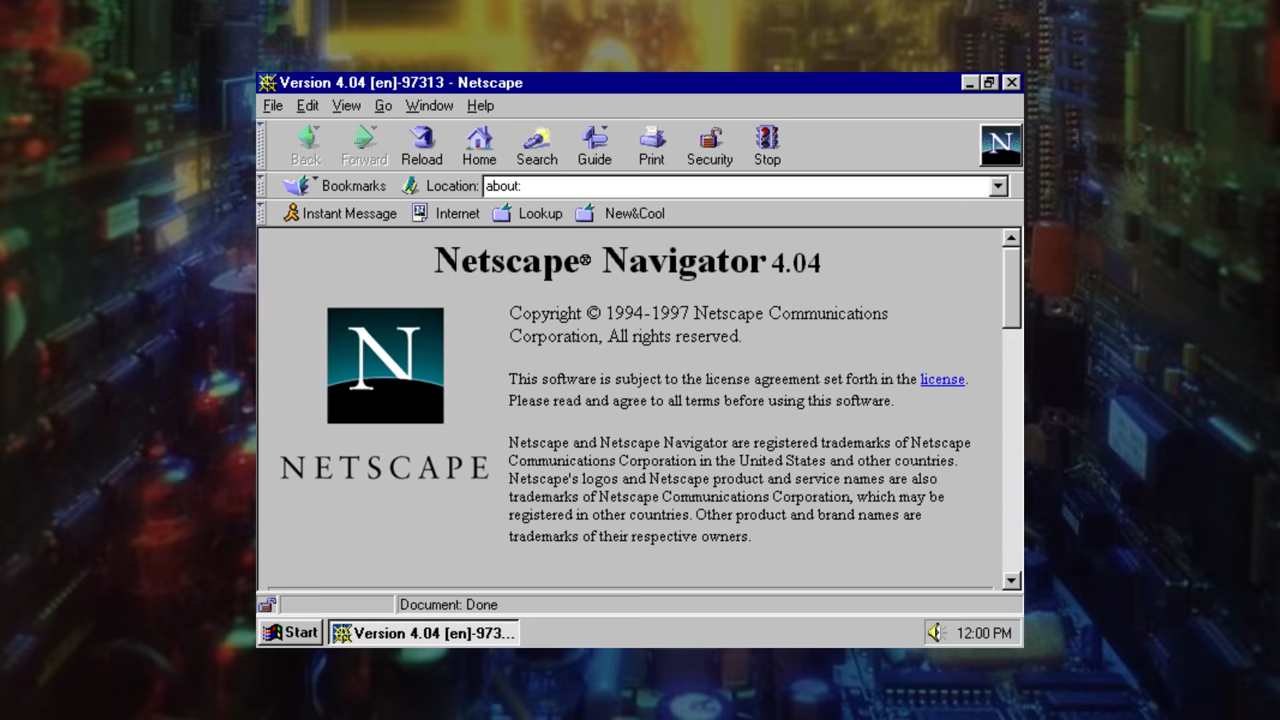 Version 4.04 [en]-97313 - Netscape
File Edit View Go Window Help
Back Forward Reload Home Search Guide Print Security Stop
N
Bookmarks Location: about:
Instant Message Internet Lookup New&Cool
Netscape® Navigator 4.04
N
NETSCAPE
Copyright © 1994-1997 Netscape Communications
Corporation, All rights reserved.
This software is subject to the license agreement set forth in the license.
Please read and agree to all terms before using this software.
Netscape and Netscape Navigator are registered trademarks of Netscape
Communications Corporation in the United States and other countries.
Netscape's logos and Netscape product and service names are also
trademarks of Netscape Communications Corporation, which may be
registered in other countries. Other product and brand names are
trademarks of their respective owners.
Document: Done
Start Version 4.04 [en]-973... 12:00 PM